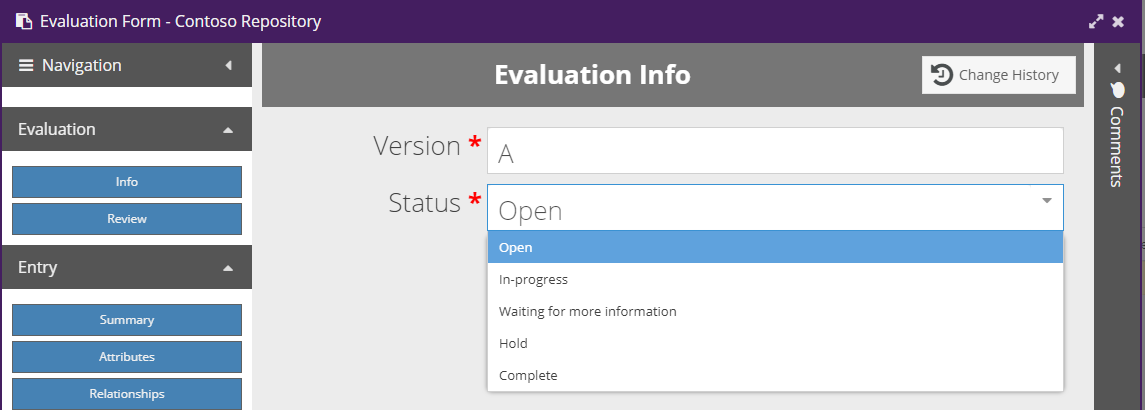 Evaluation Form - Contoso Repository
Navigation
Evaluation
Info
Review
Entry
Summary
Attributes
Relationships
Evaluation Info
Change History
Version *
A
Status *
Open
Open
In-progress
Waiting for more information
Hold
Complete
Comments